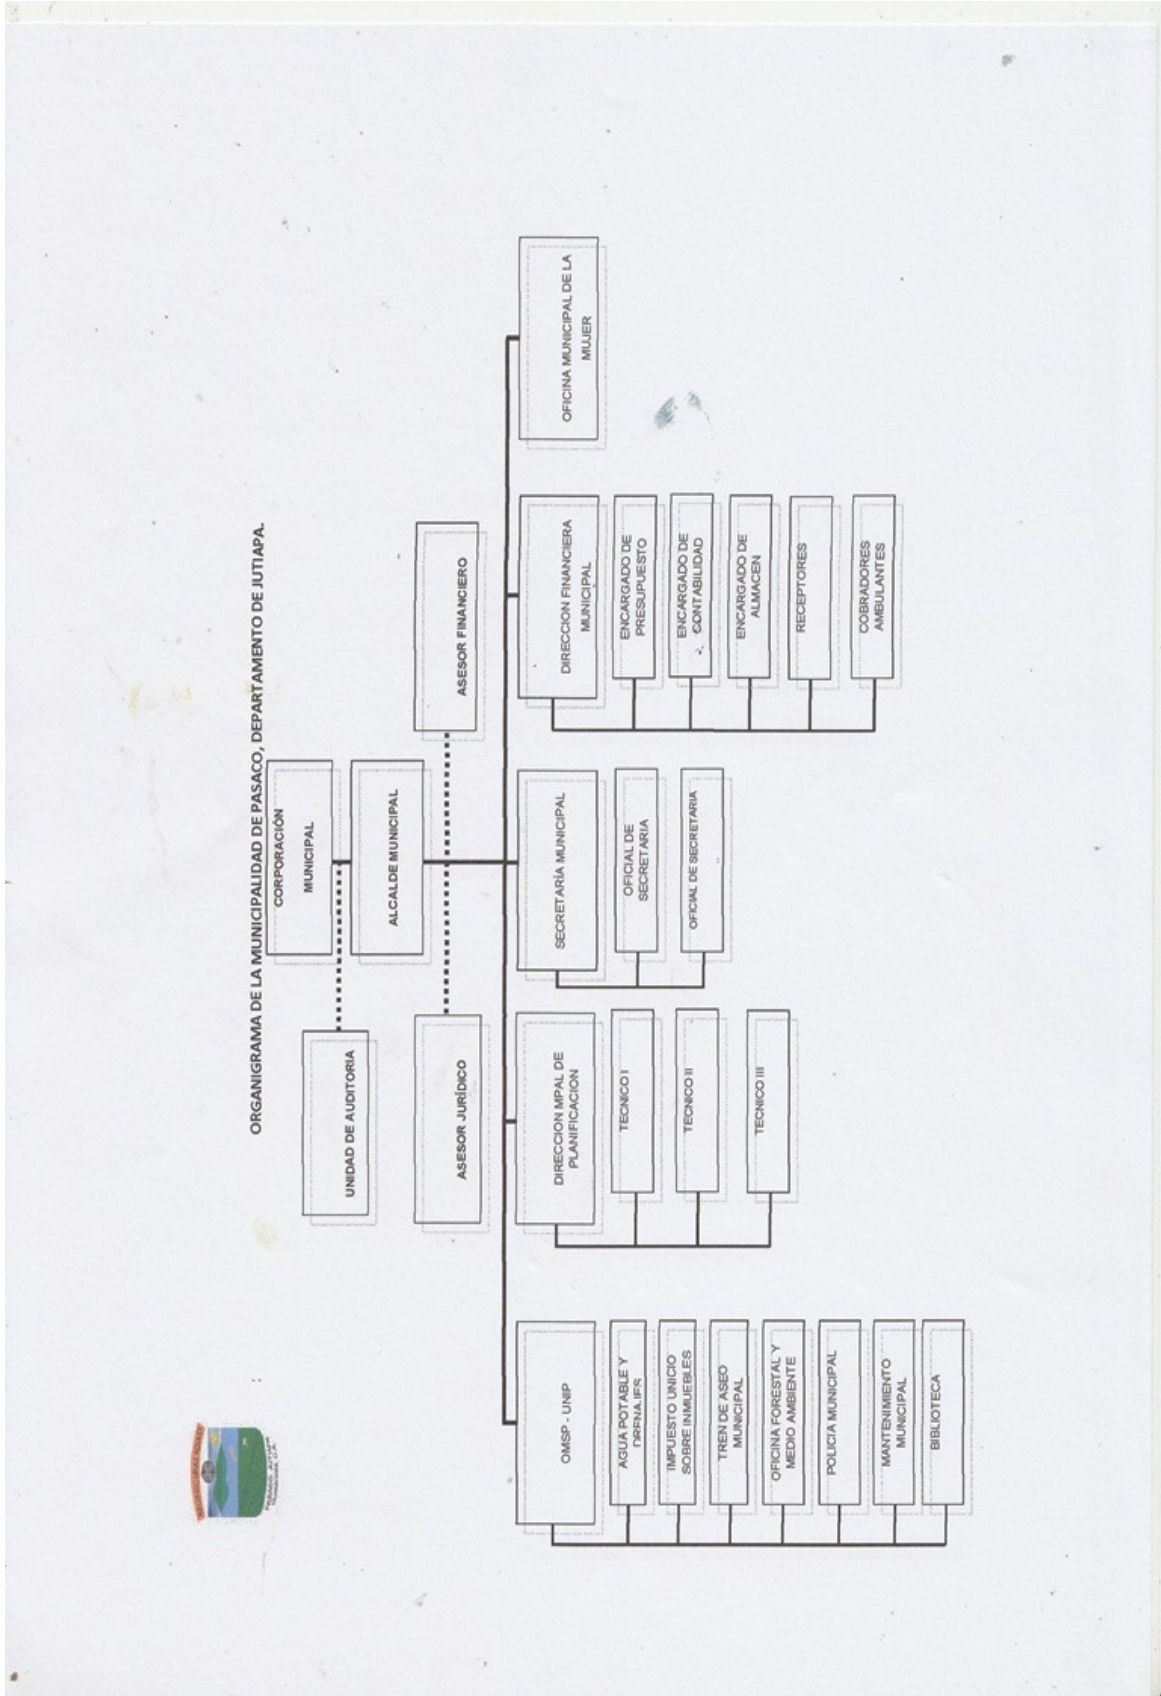 ORGANIGRAMA DE LA MUNICIPALIDAD DE PASACO, DEPARTAMENTO DE JUTIAPA.
CORPORACIÓN
MUNICIPAL
UNIDAD DE AUDITORIA
ALCALDE MUNICIPAL
ASESOR JURÍDICO
ASESOR FINANCIERO
OMSP - UNIP
AGUA POTABLE Y
DRENAJES
IMPUESTO UNICIO
SOBRE INMUEBLES
TREN DE ASEO
MUNICIPAL
OFICINA FORESTAL Y
MEDIO AMBIENTE
POLICIA MUNICIPAL
MANTENIMIENTO
MUNICIPAL
BIBLIOTECA
DIRECCION MPAL DE
PLANIFICACION
TECNICO I
TECNICO II
TECNICO III
SECRETARÍA MUNICIPAL
OFICIAL DE
SECRETARIA
OFICIAL DE SECRETARIA
DIRECCION FINANCIERA
MUNICIPAL
ENCARGADO DE
PRESUPUESTO
ENCARGADO DE
CONTABILIDAD
ENCARGADO DE
ALMACEN
RECEPTORES
COBRADORES
AMBULANTES
OFICINA MUNICIPAL DE LA
MUJER